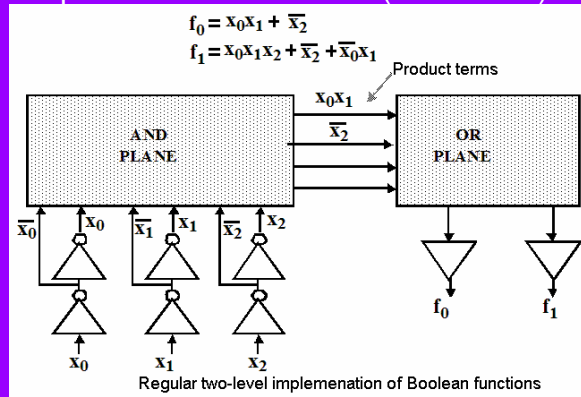 f₀ = x₀x₁ + x̅₂
f₁ = x₀x₁x₂ + x̅₂ + x̅₀x₁
Product terms
x₀x₁
x̅₂
AND
PLANE
OR
PLANE
x̅₀ x₀ x̅₁ x₁ x̅₂ x₂
f₀ f₁
x₀ x₁ x₂
Regular two-level implemenation of Boolean functions